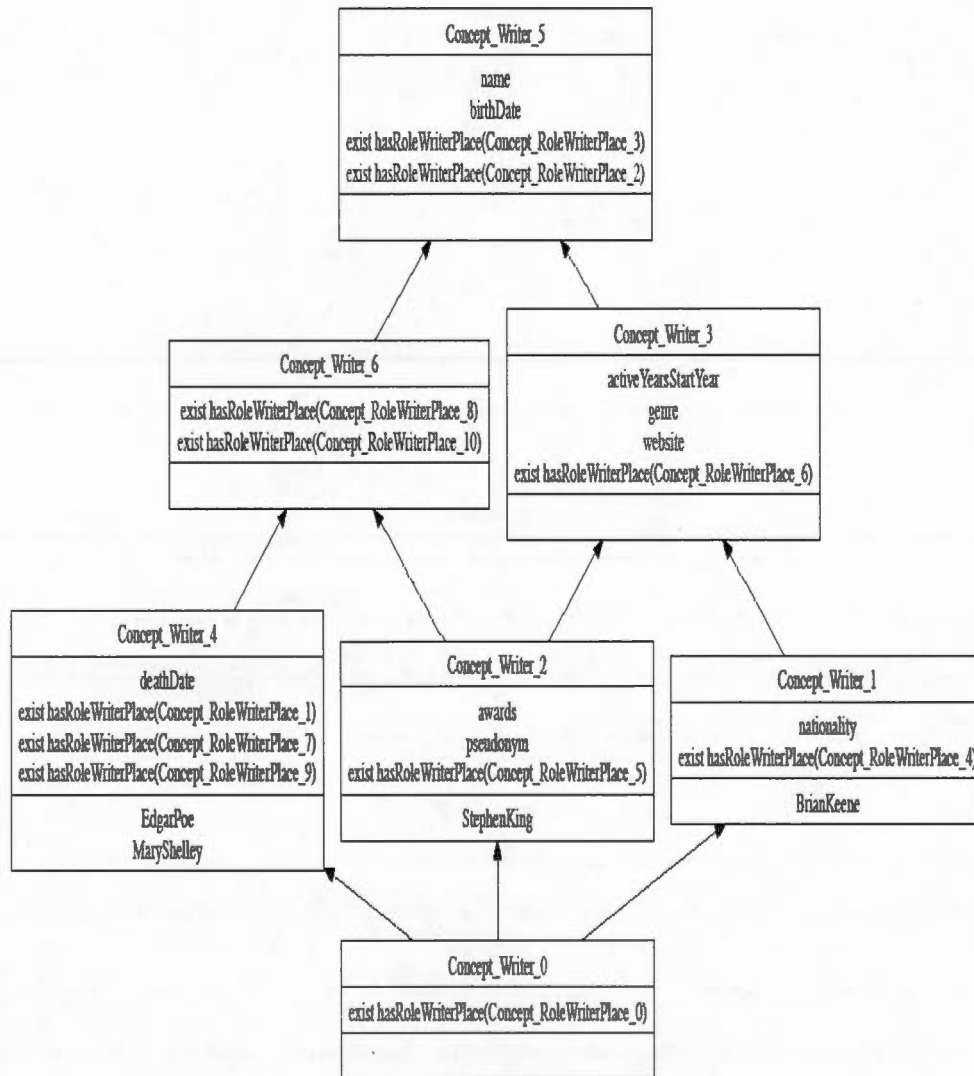 Concept_Writer_5
name
birthDate
exist hasRoleWriterPlace(Concept_RoleWriterPlace_3)
exist hasRoleWriterPlace(Concept_RoleWriterPlace_2)
Concept_Writer_6
exist hasRoleWriterPlace(Concept_RoleWriterPlace_8)
exist hasRoleWriterPlace(Concept_RoleWriterPlace_10)
Concept_Writer_3
activeYearsStartYear
genre
website
exist hasRoleWriterPlace(Concept_RoleWriterPlace_6)
Concept_Writer_4
deathDate
exist hasRoleWriterPlace(Concept_RoleWriterPlace_1)
exist hasRoleWriterPlace(Concept_RoleWriterPlace_7)
exist hasRoleWriterPlace(Concept_RoleWriterPlace_9)
EdgarPoe
MaryShelley
Concept_Writer_2
awards
pseudonym
exist hasRoleWriterPlace(Concept_RoleWriterPlace_5)
StephenKing
Concept_Writer_1
nationality
exist hasRoleWriterPlace(Concept_RoleWriterPlace_4)
BrianKeene
Concept_Writer_0
exist hasRoleWriterPlace(Concept_RoleWriterPlace_0)